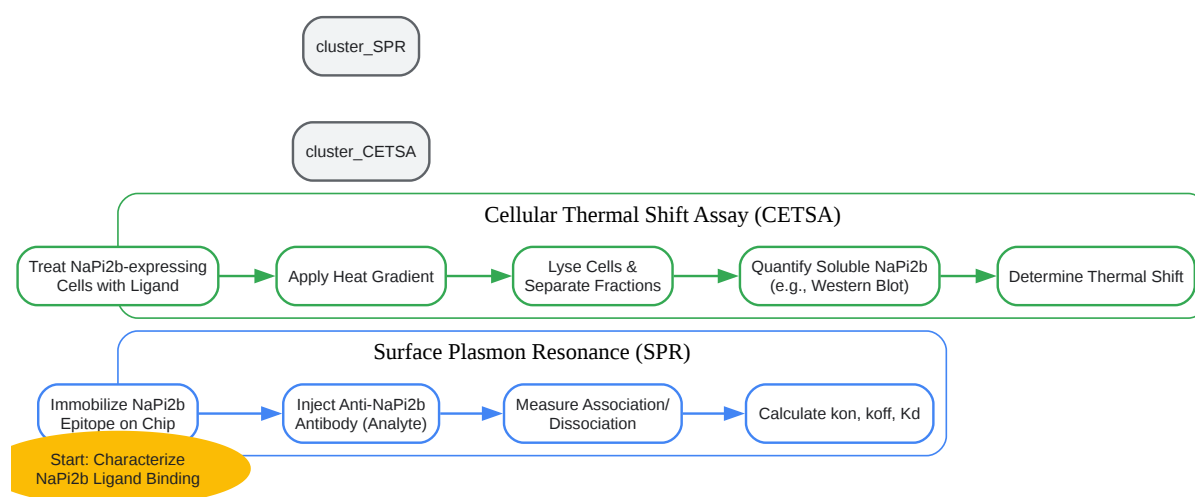 cluster_SPR
cluster_CETSA
Cellular Thermal Shift Assay (CETSA)
Treat NaPi2b-expressing
Cells with Ligand
Apply Heat Gradient
Lyse Cells &
Separate Fractions
Quantify Soluble NaPi2b
(e.g., Western Blot)
Determine Thermal Shift
Surface Plasmon Resonance (SPR)
Immobilize NaPi2b
Epitope on Chip
Inject Anti-NaPi2b
Antibody (Analyte)
Measure Association/
Dissociation
Calculate kon, koff, Kd
Start: Characterize
NaPi2b Ligand Binding